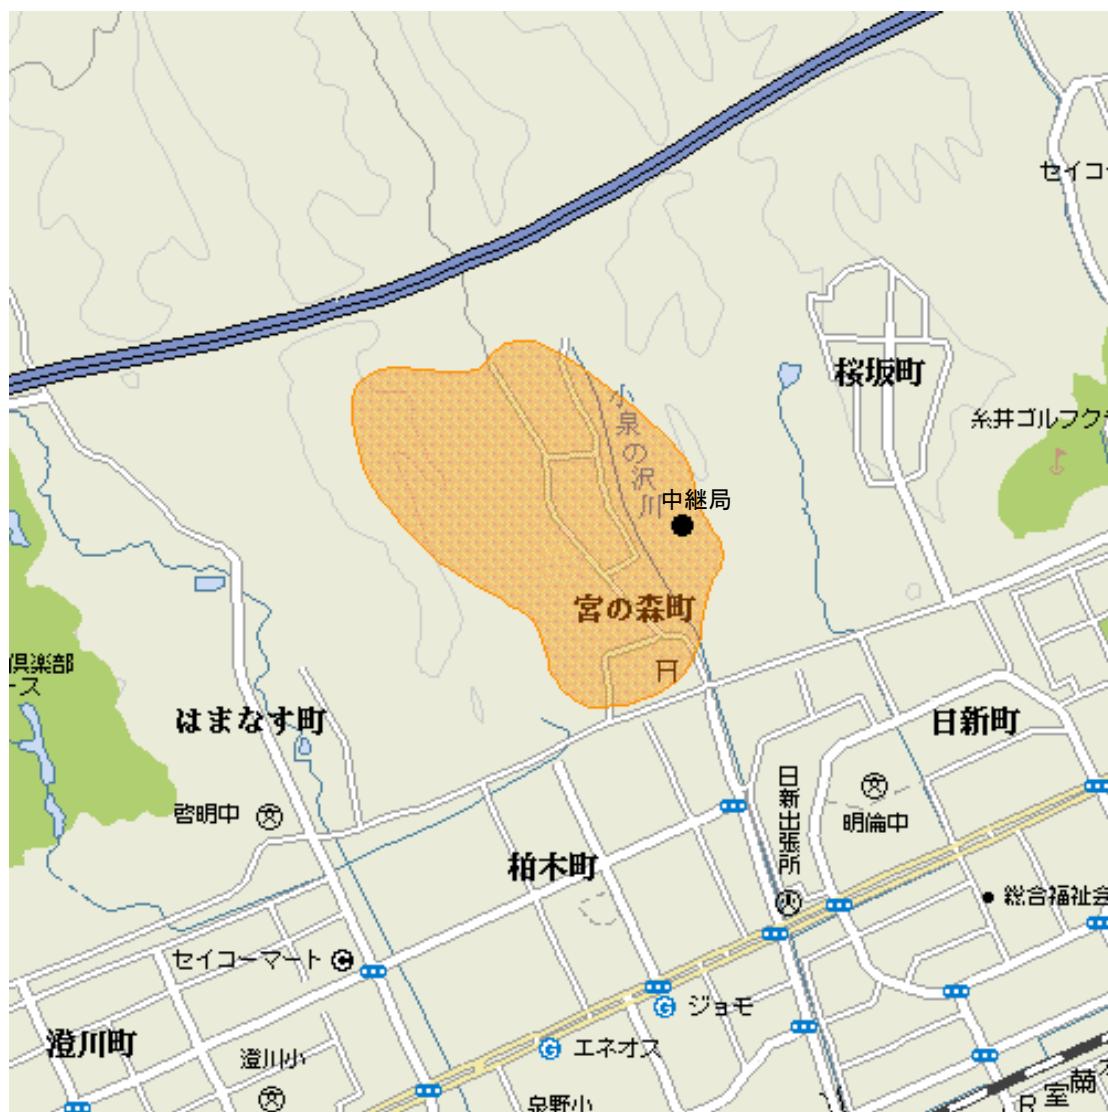 セイコー
桜坂町
糸井ゴルフク
小泉の沢川
中継局
宮の森町
倶楽部
ース
はまなす町
日新町
啓明中
日新出張所
明倫中
柏木町
総合福祉会
セイコーマート
ジョモ
澄川町
エネオス
澄川小
泉野小
室蘭
R